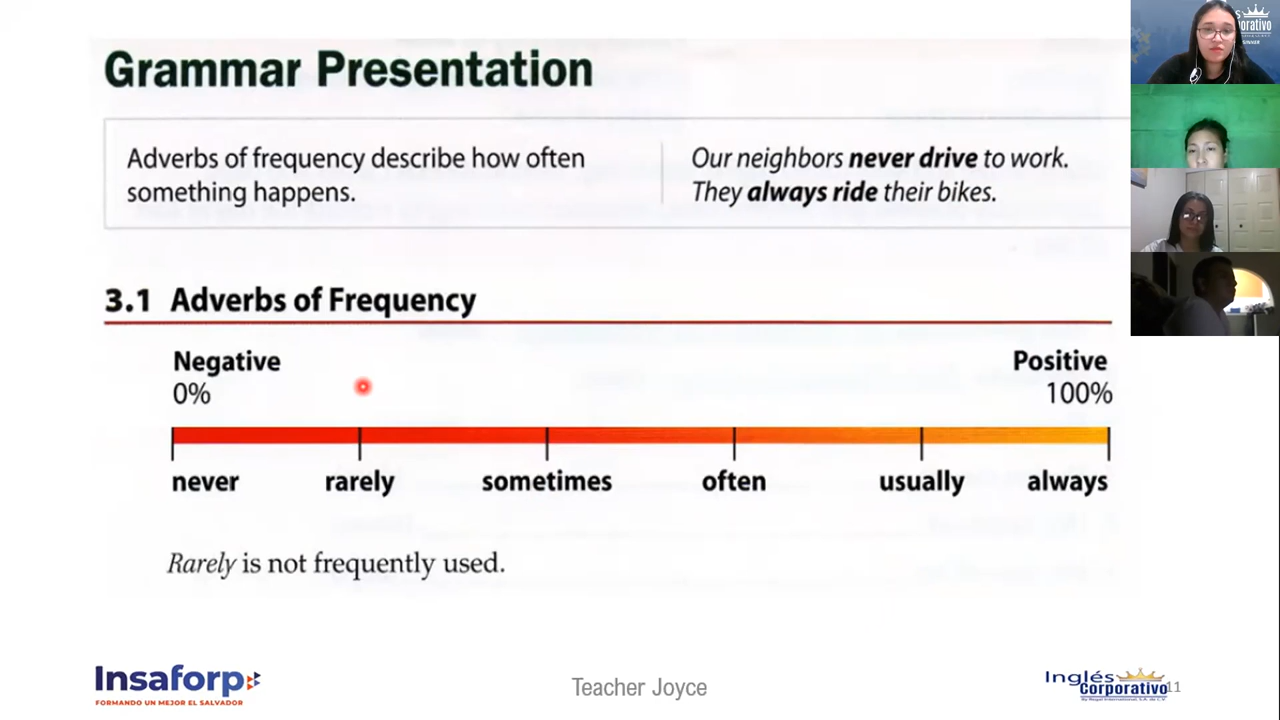 Grammar Presentation
Adverbs of frequency describe how often
something happens.
Our neighbors never drive to work.
They always ride their bikes.
3.1 Adverbs of Frequency
Negative
0%
Positive
100%
never rarely sometimes often usually always
Rarely is not frequently used.
Insaforp
FORMANDO UN MEJOR EL SALVADOR
Teacher Joyce
Inglés
Corporativo
11